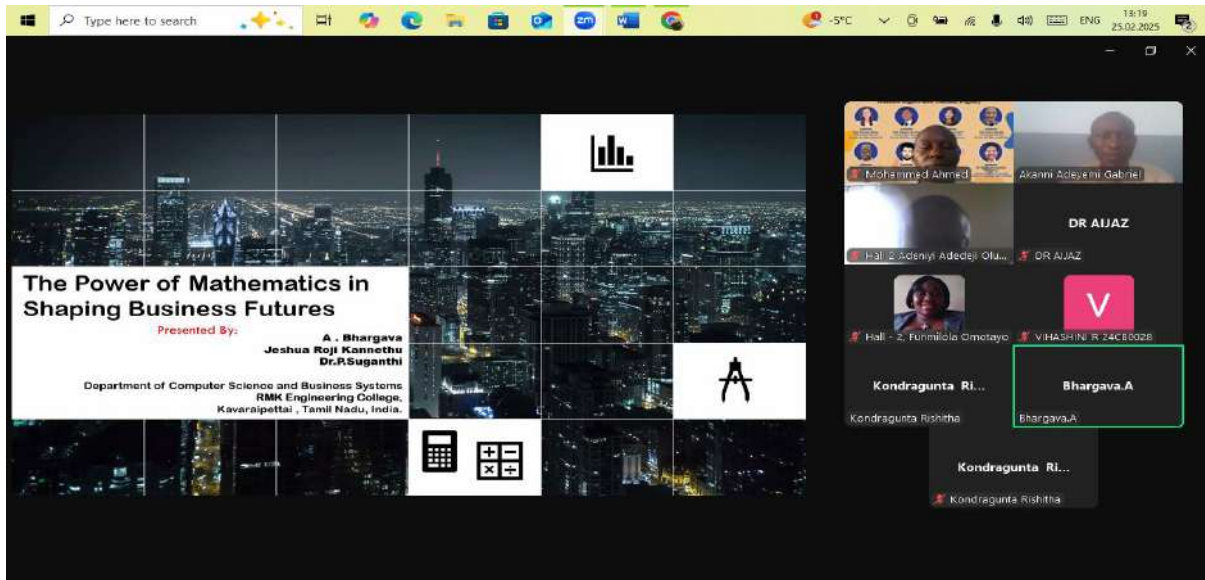 Type here to search
-5°C
ENG
13:19
25.02.2025
2
zm
W
The Power of Mathematics in
Shaping Business Futures
Presented By:
A . Bhargava
Jeshua Roji Kannethu
Dr.P.Suganthi
Department of Computer Science and Business Systems
RMK Engineering College,
Kavaraipettai , Tamil Nadu, India.
Mohammed Ahmed
Akanni Adeyemi Gabriel
Hall 2 Adeniyi Adedeji Olu...
DR AIJAZ
DR AIJAZ
Hall - 2, Funmilola Omotayo
V
VIHASHINI R 24CB0028
Kondragunta Ri...
Kondragunta Rishitha
Bhargava.A
Bhargava.A
Kondragunta Ri...
Kondragunta Rishitha